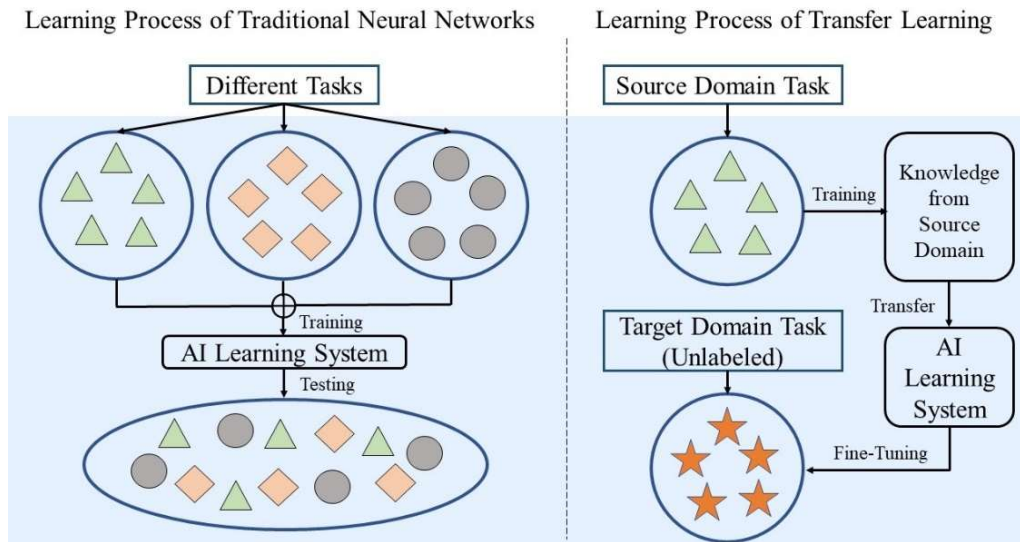 Learning Process of Traditional Neural Networks
Different Tasks
Training
AI Learning System
Testing
Learning Process of Transfer Learning
Source Domain Task
Training
Knowledge
from
Source
Domain
Transfer
Target Domain Task
(Unlabeled)
AI
Learning
System
Fine-Tuning